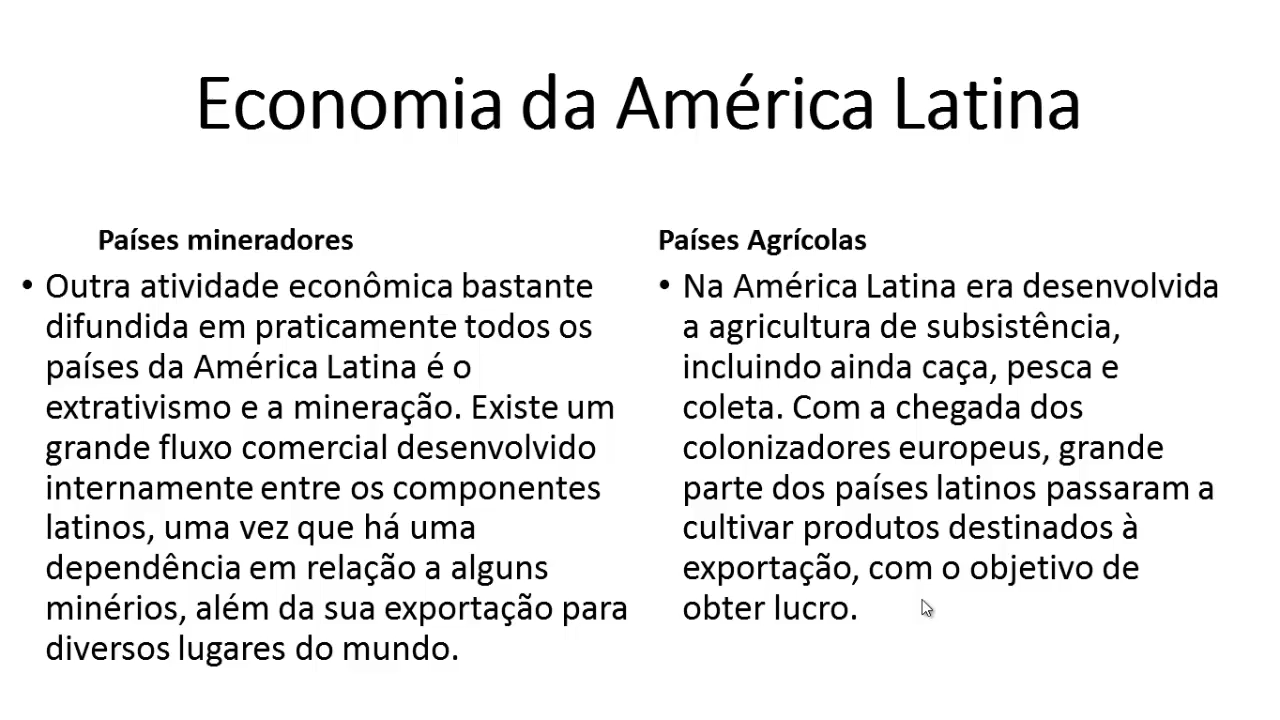 Economia da América Latina
Países mineradores
• Outra atividade econômica bastante
difundida em praticamente todos os
países da América Latina é o
extrativismo e a mineração. Existe um
grande fluxo comercial desenvolvido
internamente entre os componentes
latinos, uma vez que há uma
dependência em relação a alguns
minérios, além da sua exportação para
diversos lugares do mundo.
Países Agrícolas
• Na América Latina era desenvolvida
a agricultura de subsistência,
incluindo ainda caça, pesca e
coleta. Com a chegada dos
colonizadores europeus, grande
parte dos países latinos passaram a
cultivar produtos destinados à
exportação, com o objetivo de
obter lucro.